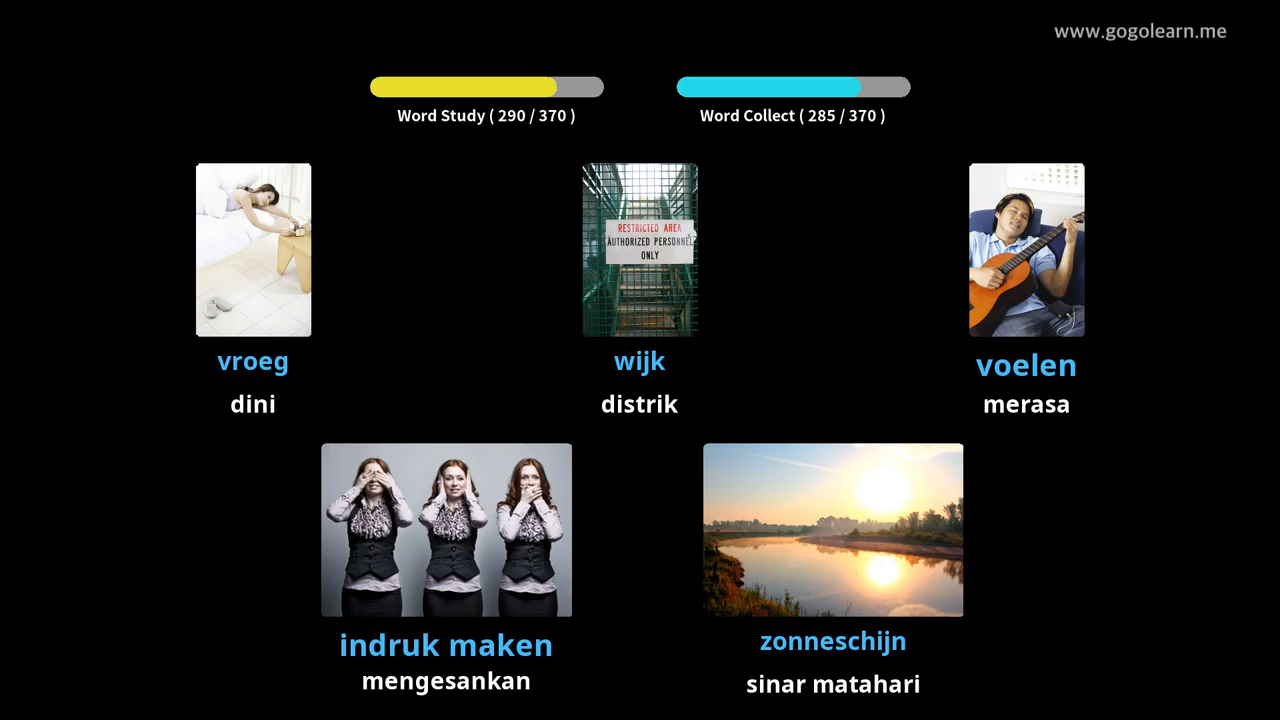 www.gogolearn.me
Word Study ( 290 / 370 )
Word Collect ( 285 / 370 )
RESTRICTED AREA
AUTHORIZED PERSONNEL
ONLY
vroeg
wijk
voelen
dini
distrik
merasa
indruk maken
zonneschijn
mengesankan
sinar matahari